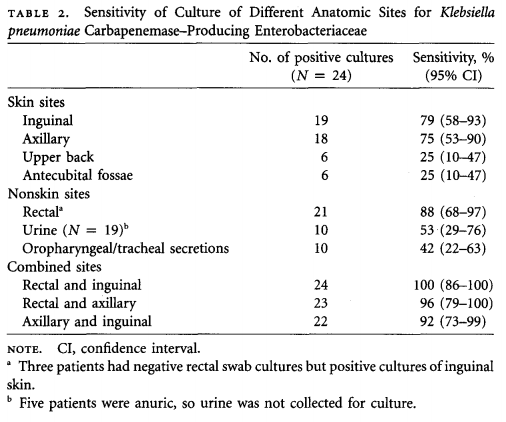 TABLE 2. Sensitivity of Culture of Different Anatomic Sites for Klebsiella
pneumoniae Carbapenemase–Producing Enterobacteriaceae
No. of positive cultures (N = 24) Sensitivity, % (95% CI)
Skin sites
Inguinal 19 79 (58–93)
Axillary 18 75 (53–90)
Upper back 6 25 (10–47)
Antecubital fossae 6 25 (10–47)
Nonskin sites
Rectalᵃ 21 88 (68–97)
Urine (N = 19)ᵇ 10 53 (29–76)
Oropharyngeal/tracheal secretions 10 42 (22–63)
Combined sites
Rectal and inguinal 24 100 (86–100)
Rectal and axillary 23 96 (79–100)
Axillary and inguinal 22 92 (73–99)
NOTE. CI, confidence interval.
ᵃ Three patients had negative rectal swab cultures but positive cultures of inguinal
skin.
ᵇ Five patients were anuric, so urine was not collected for culture.